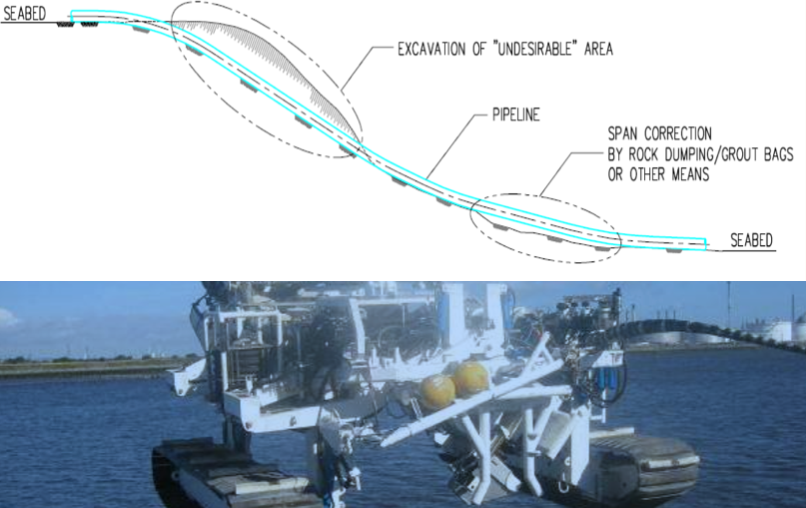 SEABED
EXCAVATION OF "UNDESIRABLE" AREA
PIPELINE
SPAN CORRECTION
BY ROCK DUMPING/GROUT BAGS
OR OTHER MEANS
SEABED